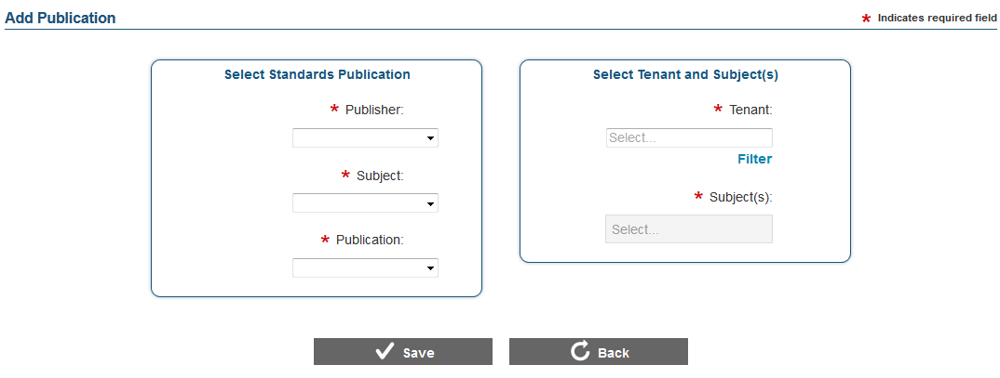 Add Publication
* Indicates required field
Select Standards Publication
* Publisher:
* Subject:
* Publication:
Select Tenant and Subject(s)
* Tenant:
Select...
Filter
* Subject(s):
Select...
Save
Back